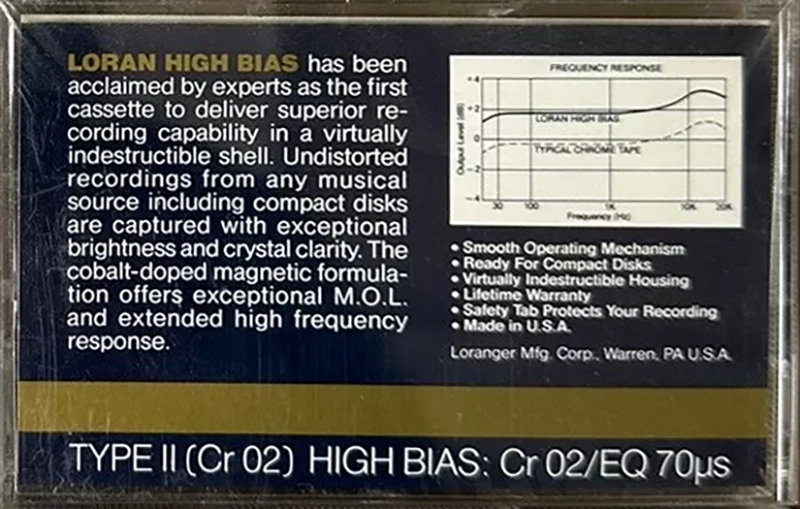 LORAN HIGH BIAS has been
acclaimed by experts as the first
cassette to deliver superior re-
cording capability in a virtually
indestructible shell. Undistorted
recordings from any musical
source including compact disks
are captured with exceptional
brightness and crystal clarity. The
cobalt-doped magnetic formula-
tion offers exceptional M.O.L.
and extended high frequency
response.
FREQUENCY RESPONSE
Output Level (dB)
+4
+2
0
-2
-4
LORAN HIGH BIAS
TYPICAL CHROME TAPE
30 100 1K 10K 20K
Frequency (Hz)
• Smooth Operating Mechanism
• Ready For Compact Disks
• Virtually Indestructible Housing
• Lifetime Warranty
• Safety Tab Protects Your Recording
• Made in U.S.A.
Loranger Mfg. Corp., Warren, PA U.S.A.
TYPE II (Cr 02) HIGH BIAS: Cr 02/EQ 70µs